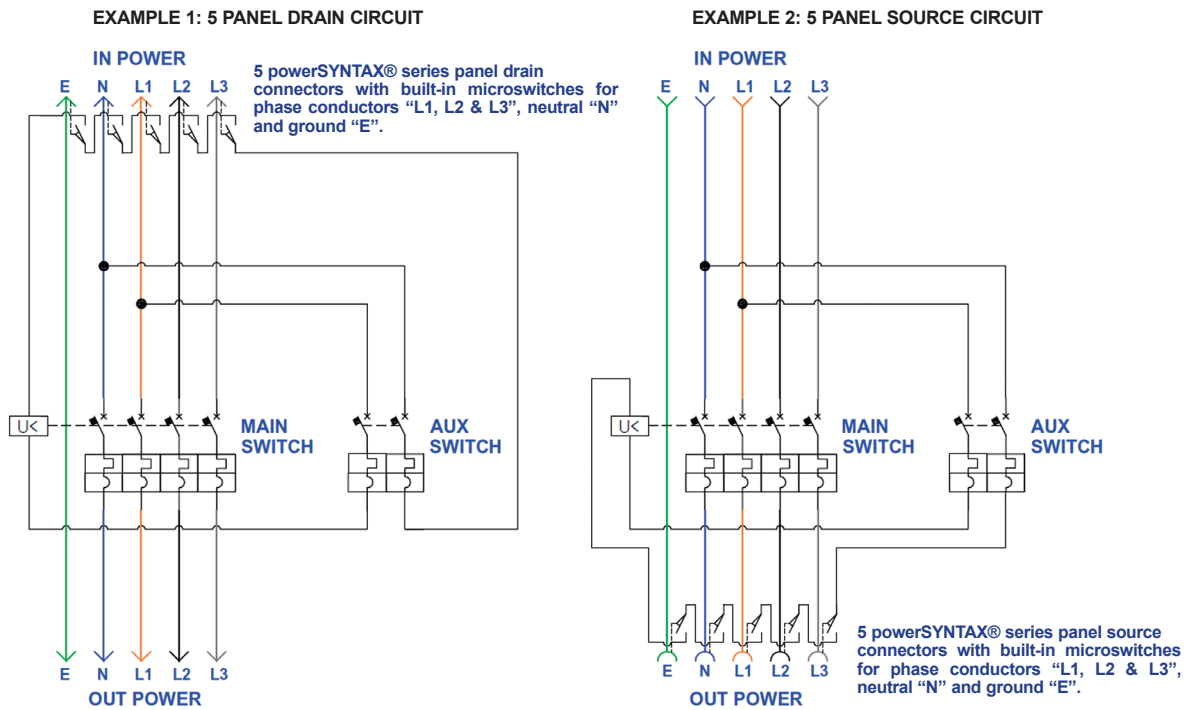 EXAMPLE 1: 5 PANEL DRAIN CIRCUIT
IN POWER
E N L1 L2 L3
5 powerSYNTAX® series panel drain
connectors with built-in microswitches for
phase conductors “L1, L2 & L3”, neutral “N”
and ground “E”.
U<
MAIN
SWITCH
AUX
SWITCH
E N L1 L2 L3
OUT POWER
EXAMPLE 2: 5 PANEL SOURCE CIRCUIT
IN POWER
E N L1 L2 L3
U<
MAIN
SWITCH
AUX
SWITCH
5 powerSYNTAX® series panel source
connectors with built-in microswitches
for phase conductors “L1, L2 & L3”,
neutral “N” and ground “E”.
E N L1 L2 L3
OUT POWER